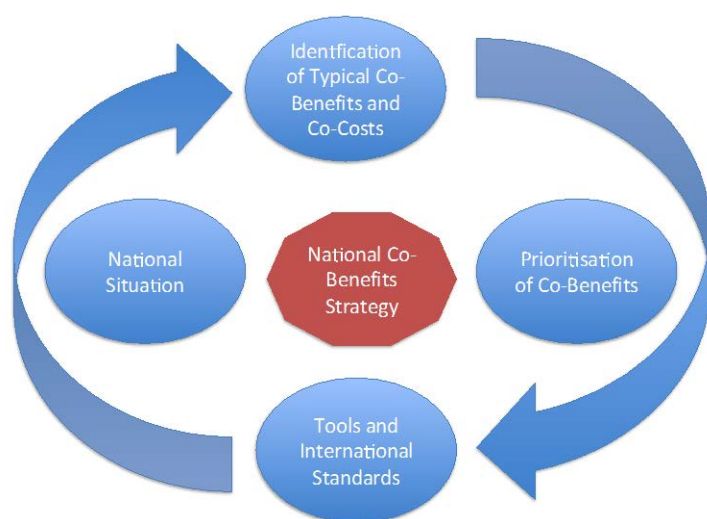 Identfication
of Typical Co-
Benefits and
Co-Costs
National
Situation
National Co-
Benefits
Strategy
Prioritisation
of Co-Benefits
Tools and
International
Standards